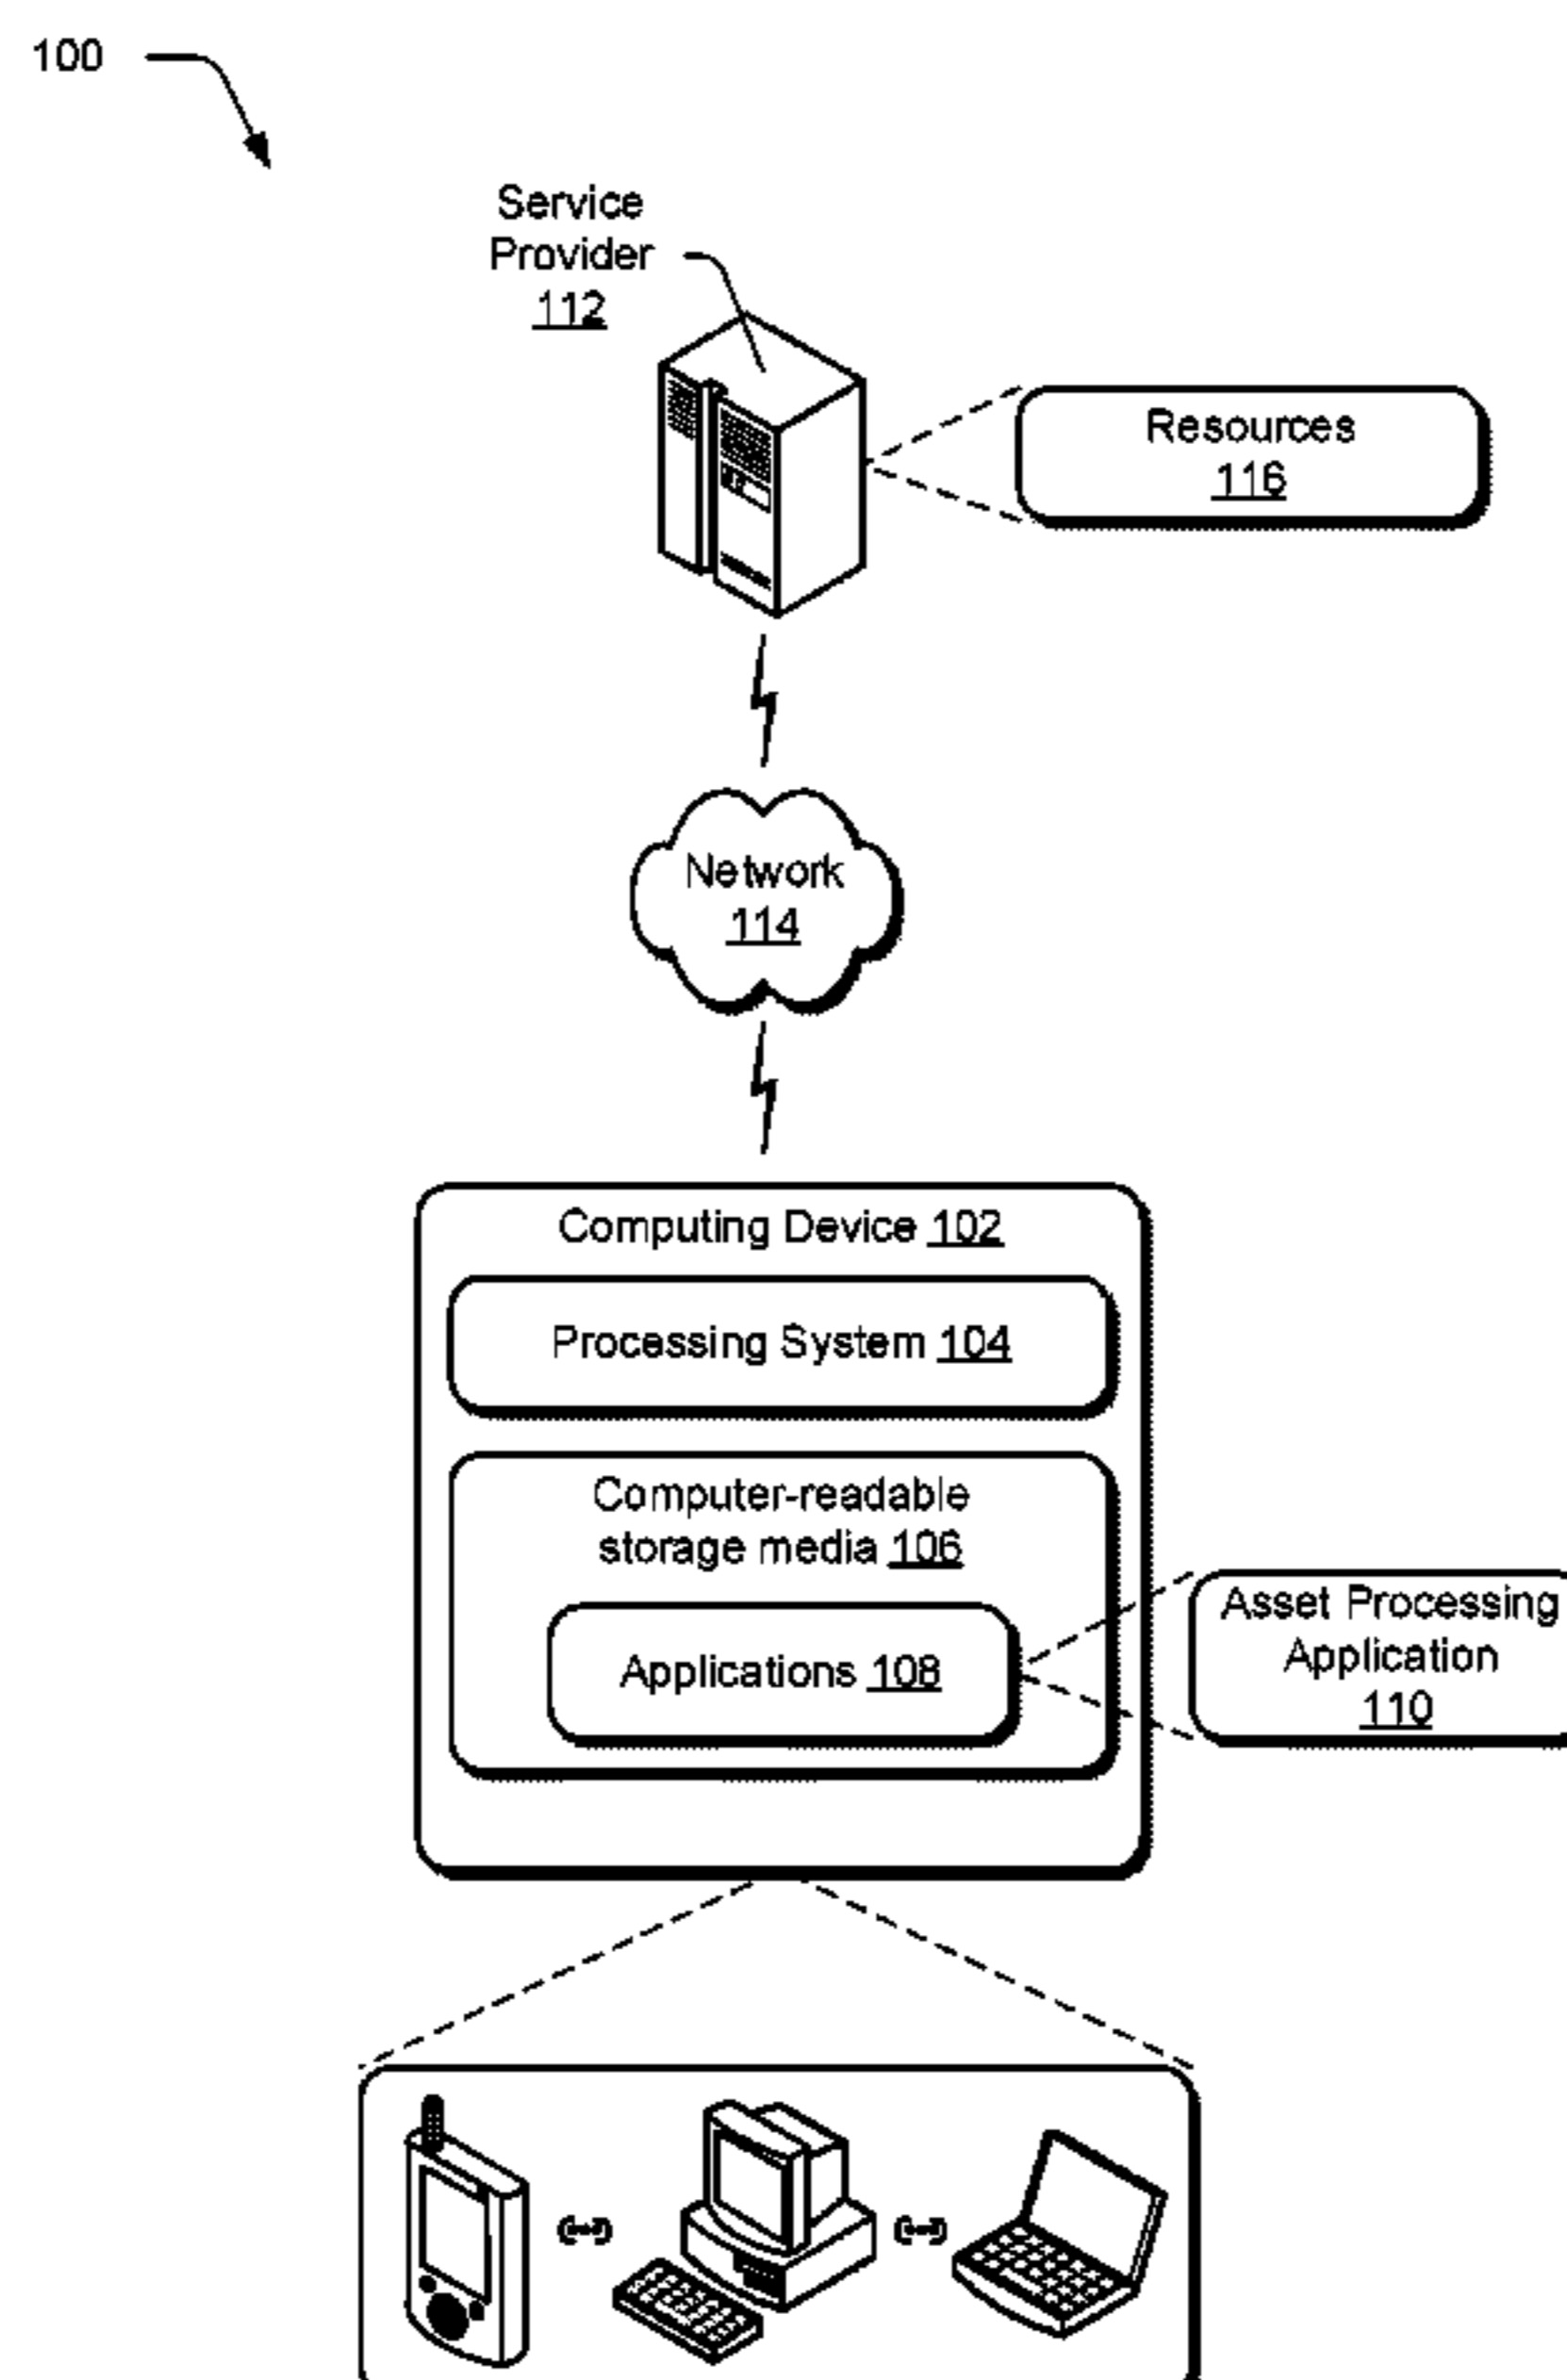 100
Service
Provider
112
Resources
116
Network
114
Computing Device 102
Processing System 104
Computer-readable
storage media 106
Applications 108
Asset Processing
Application
110